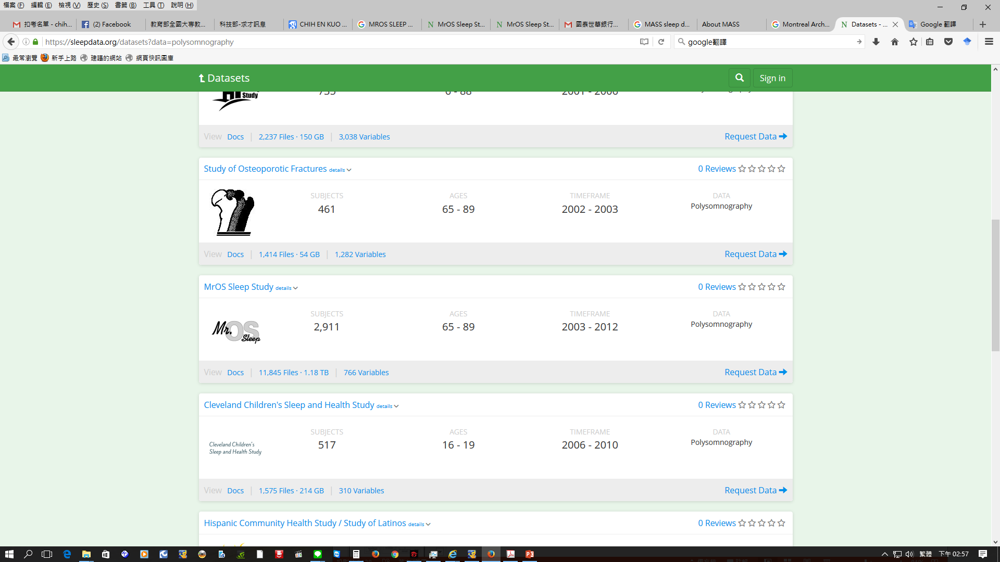 檔案 (F) 編輯 (E) 檢視 (V) 歷史 (S) 書籤 (B) 工具 (T) 說明 (H)
扣考名單 - chih... (2) Facebook 教育部全國大專教... 科技部-求才訊息 CHIH EN KUO ... MROS SLEEP ... MrOS Sleep St... MrOS Sleep St... 國泰世華銀行... MASS sleep d... About MASS Montreal Arch... Datasets - ... Google 翻譯
https://sleepdata.org/datasets?data=polysomnography google翻譯
最常瀏覽 新手上路 建議的網站 網頁快訊圖庫
Datasets Sign in
Study 735 6 - 88 2001 - 2006
View Docs | 2,237 Files · 150 GB | 3,038 Variables Request Data
Study of Osteoporotic Fractures details 0 Reviews
SUBJECTS AGES TIMEFRAME DATA
461 65 - 89 2002 - 2003 Polysomnography
View Docs | 1,414 Files · 54 GB | 1,282 Variables Request Data
MrOS Sleep Study details 0 Reviews
SUBJECTS AGES TIMEFRAME DATA
Mr.OS Sleep 2,911 65 - 89 2003 - 2012 Polysomnography
View Docs | 11,845 Files · 1.18 TB | 766 Variables Request Data
Cleveland Children's Sleep and Health Study details 0 Reviews
SUBJECTS AGES TIMEFRAME DATA
Cleveland Children's
Sleep and Health Study
517 16 - 19 2006 - 2010 Polysomnography
View Docs | 1,575 Files · 214 GB | 310 Variables Request Data
Hispanic Community Health Study / Study of Latinos details 0 Reviews
繁體 下午 02:57